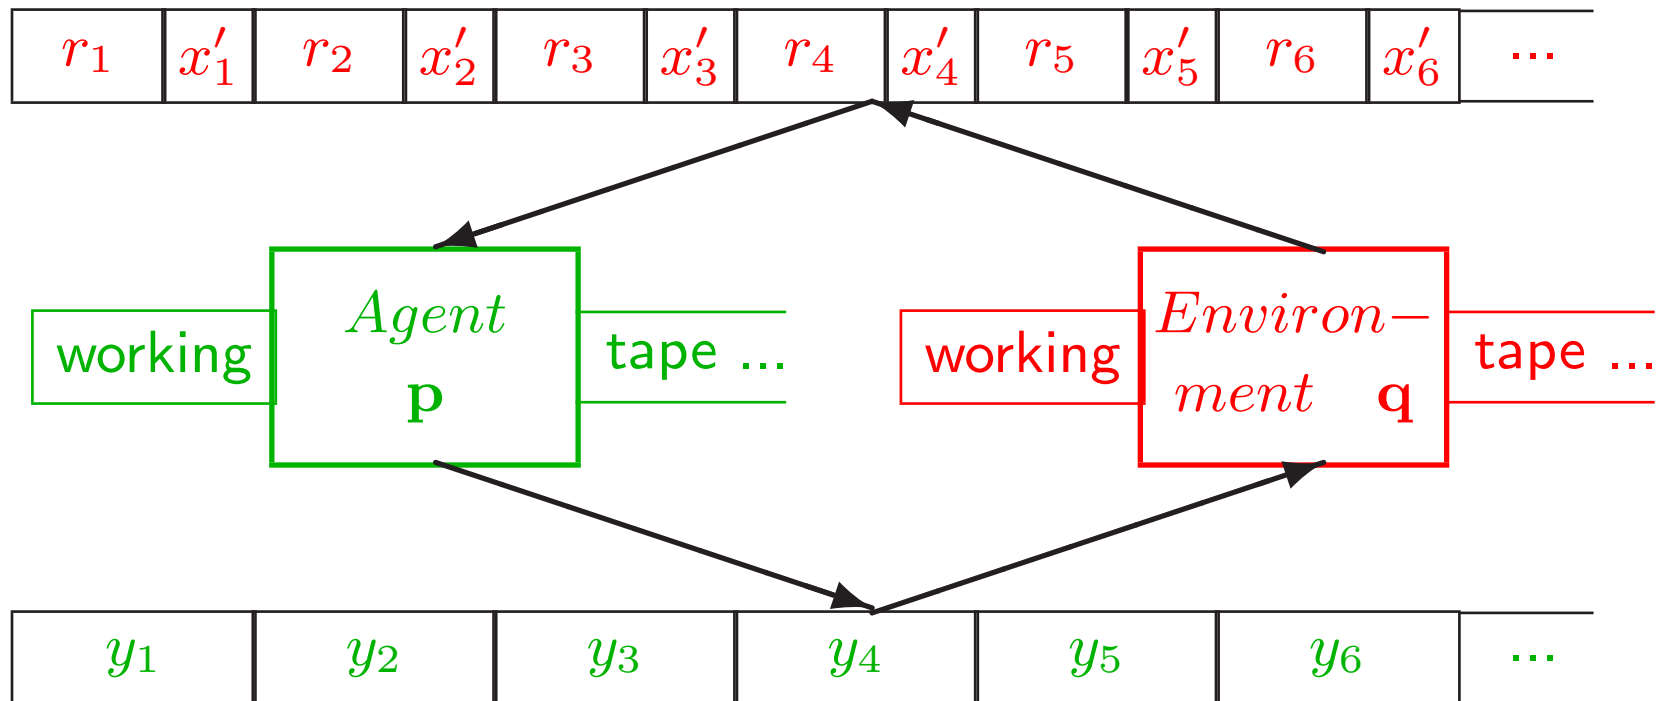 r₁ x′₁ r₂ x′₂ r₃ x′₃ r₄ x′₄ r₅ x′₅ r₆ x′₆ ...
working Agent p tape ...
working Environ− ment q tape ...
y₁ y₂ y₃ y₄ y₅ y₆ ...